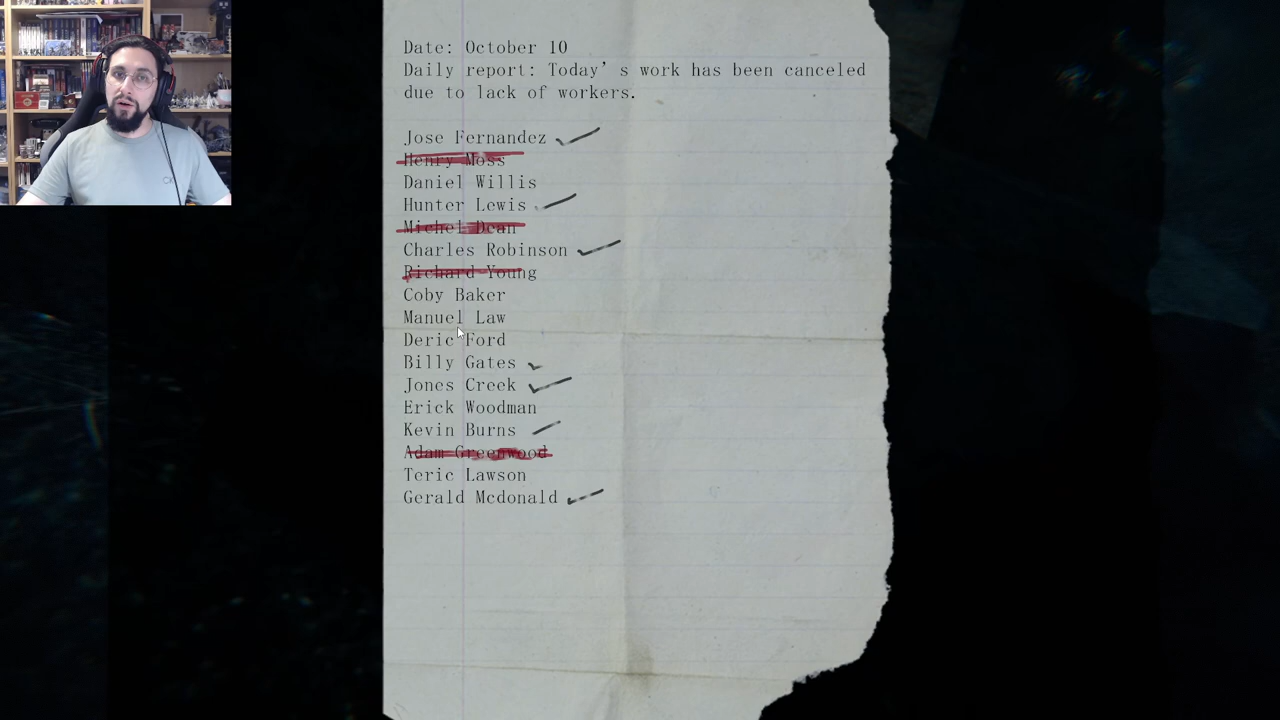 Date: October 10
Daily report: Today's work has been canceled
due to lack of workers.
Jose Fernandez
Henry Moss
Daniel Willis
Hunter Lewis
Michel Dean
Charles Robinson
Richard Young
Coby Baker
Manuel Law
Deric Ford
Billy Gates
Jones Creek
Erick Woodman
Kevin Burns
Adam Greenwood
Teric Lawson
Gerald Mcdonald